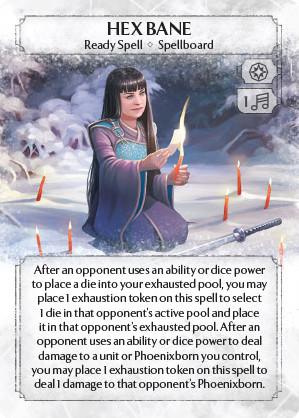 HEX BANE
Ready Spell ◇ Spellboard
1
After an opponent uses an ability or dice power
to place a die into your exhausted pool, you may
place 1 exhaustion token on this spell to select
1 die in that opponent's active pool and place
it in that opponent's exhausted pool. After an
opponent uses an ability or dice power to deal
damage to a unit or Phoenixborn you control,
you may place 1 exhaustion token on this spell to
deal 1 damage to that opponent's Phoenixborn.